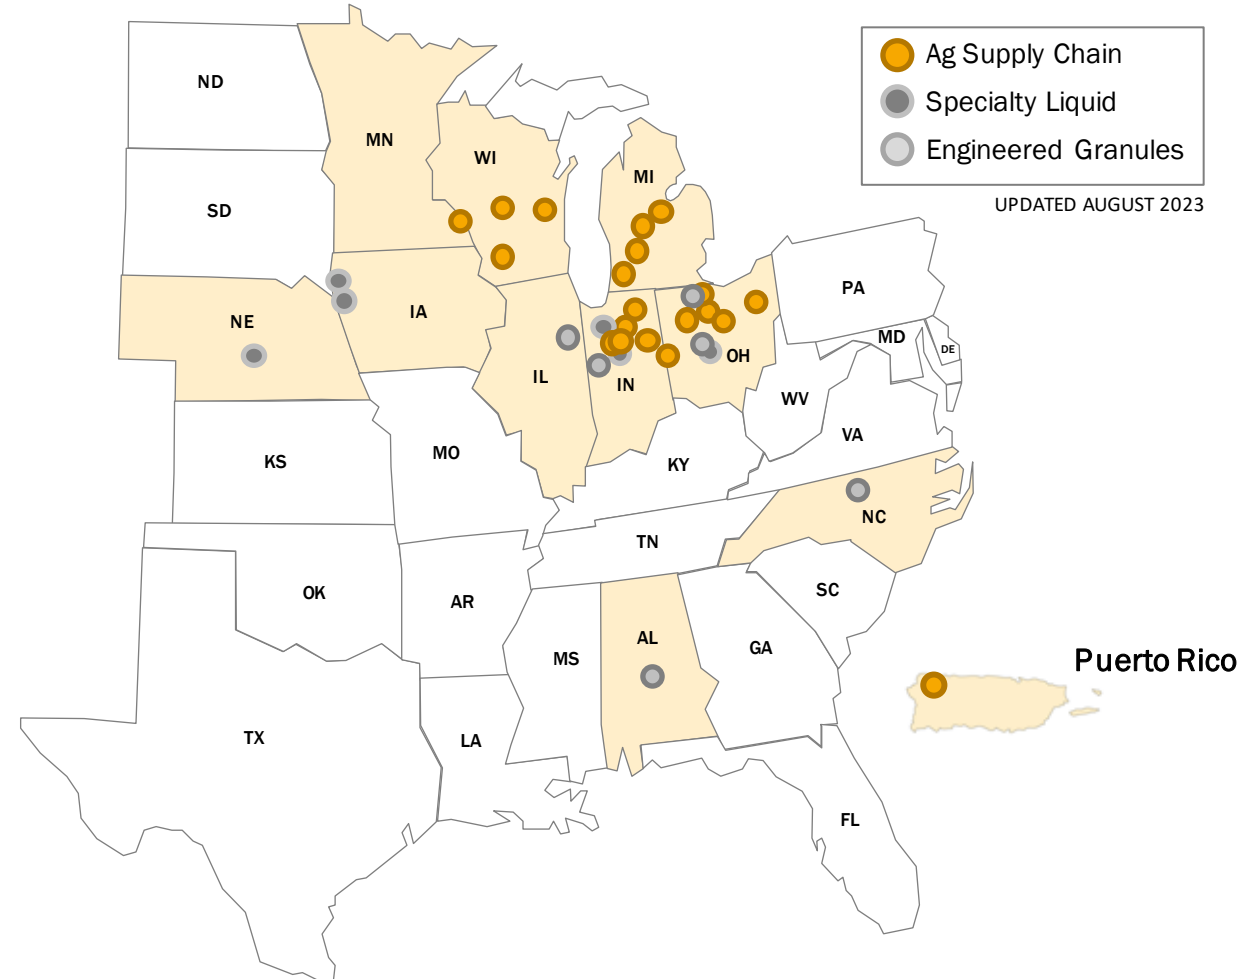 Ag Supply Chain
Specialty Liquid
Engineered Granules
UPDATED AUGUST 2023
ND
MN
WI
MI
SD
PA
NE
IA
MD
DE
OH
IL
IN
WV
VA
MO
KS
KY
NC
TN
OK
AR
SC
AL
GA
MS
Puerto Rico
TX
LA
FL